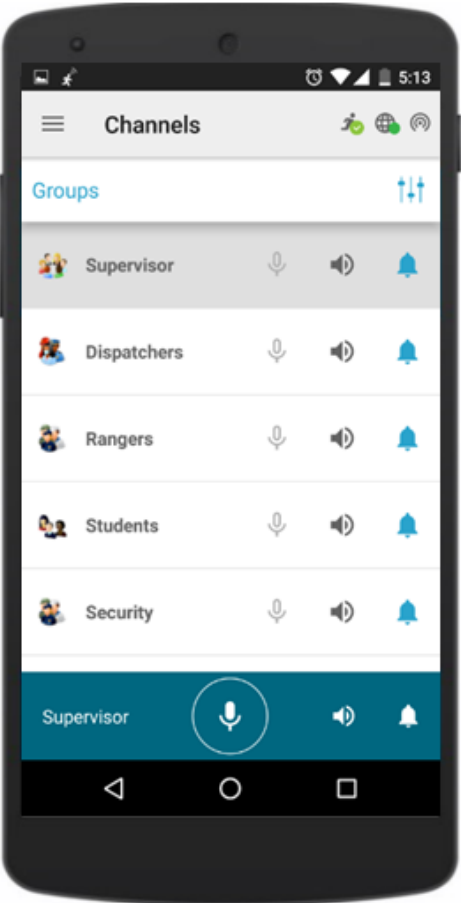 5:13
Channels
Groups
Supervisor
Dispatchers
Rangers
Students
Security
Supervisor